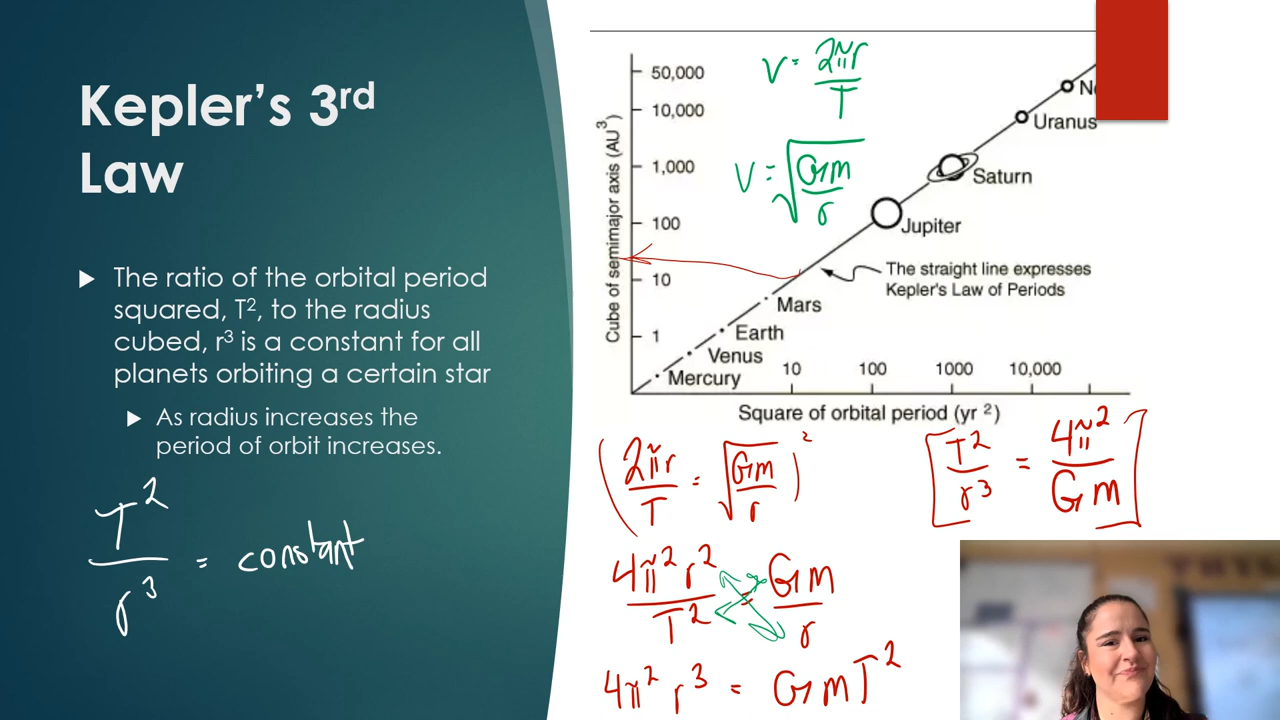 Kepler's 3rd
Law
The ratio of the orbital period
squared, T², to the radius
cubed, r³ is a constant for all
planets orbiting a certain star
As radius increases the
period of orbit increases.
T²/r³ = constant
Cube of semimajor axis (AU³)
50,000
10,000
1,000
100
10
1
V = 2πr/T
V = √(Gm/r)
Uranus
Saturn
Jupiter
The straight line expresses
Kepler's Law of Periods
Mars
Earth
Venus
Mercury
10 100 1000 10,000
Square of orbital period (yr ²)
(2πr/T = √(Gm/r))²
[T²/r³ = 4π²/Gm]
4π²r²/T² = Gm/r
4π² r³ = GmT²